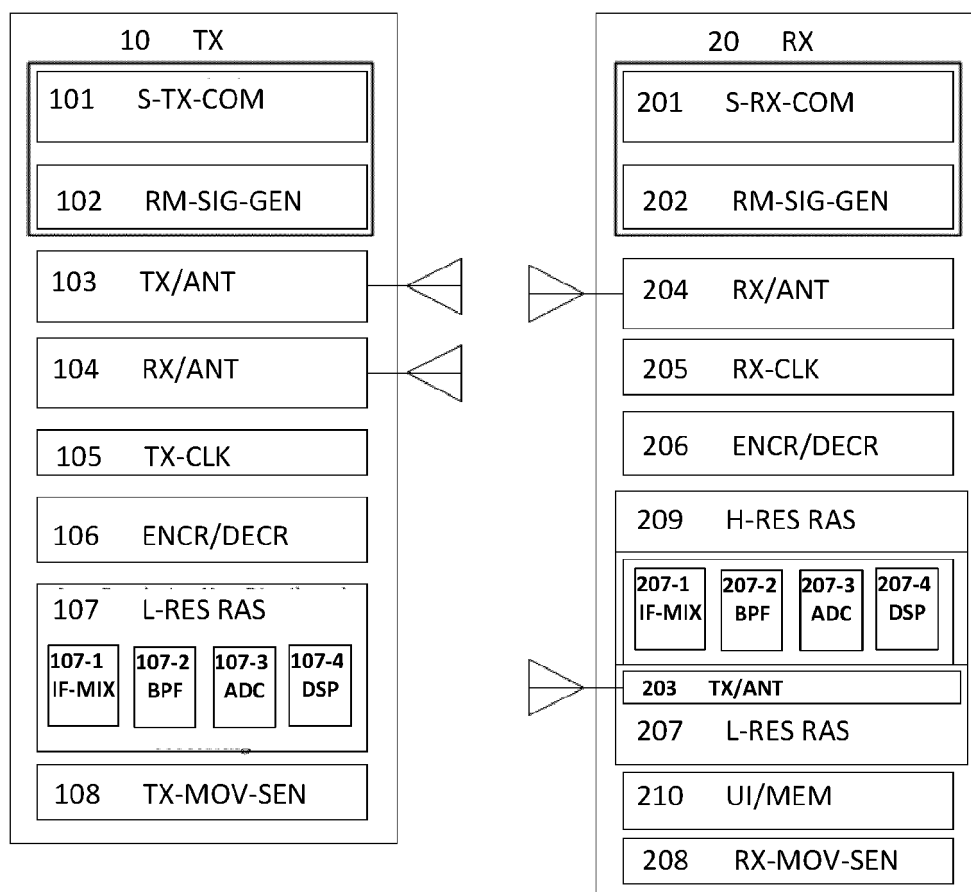 10 TX
101 S-TX-COM
102 RM-SIG-GEN
103 TX/ANT
104 RX/ANT
105 TX-CLK
106 ENCR/DECR
107 L-RES RAS
107-1 107-2 107-3 107-4
IF-MIX BPF ADC DSP
108 TX-MOV-SEN
20 RX
201 S-RX-COM
202 RM-SIG-GEN
204 RX/ANT
205 RX-CLK
206 ENCR/DECR
209 H-RES RAS
207-1 207-2 207-3 207-4
IF-MIX BPF ADC DSP
203 TX/ANT
207 L-RES RAS
210 UI/MEM
208 RX-MOV-SEN